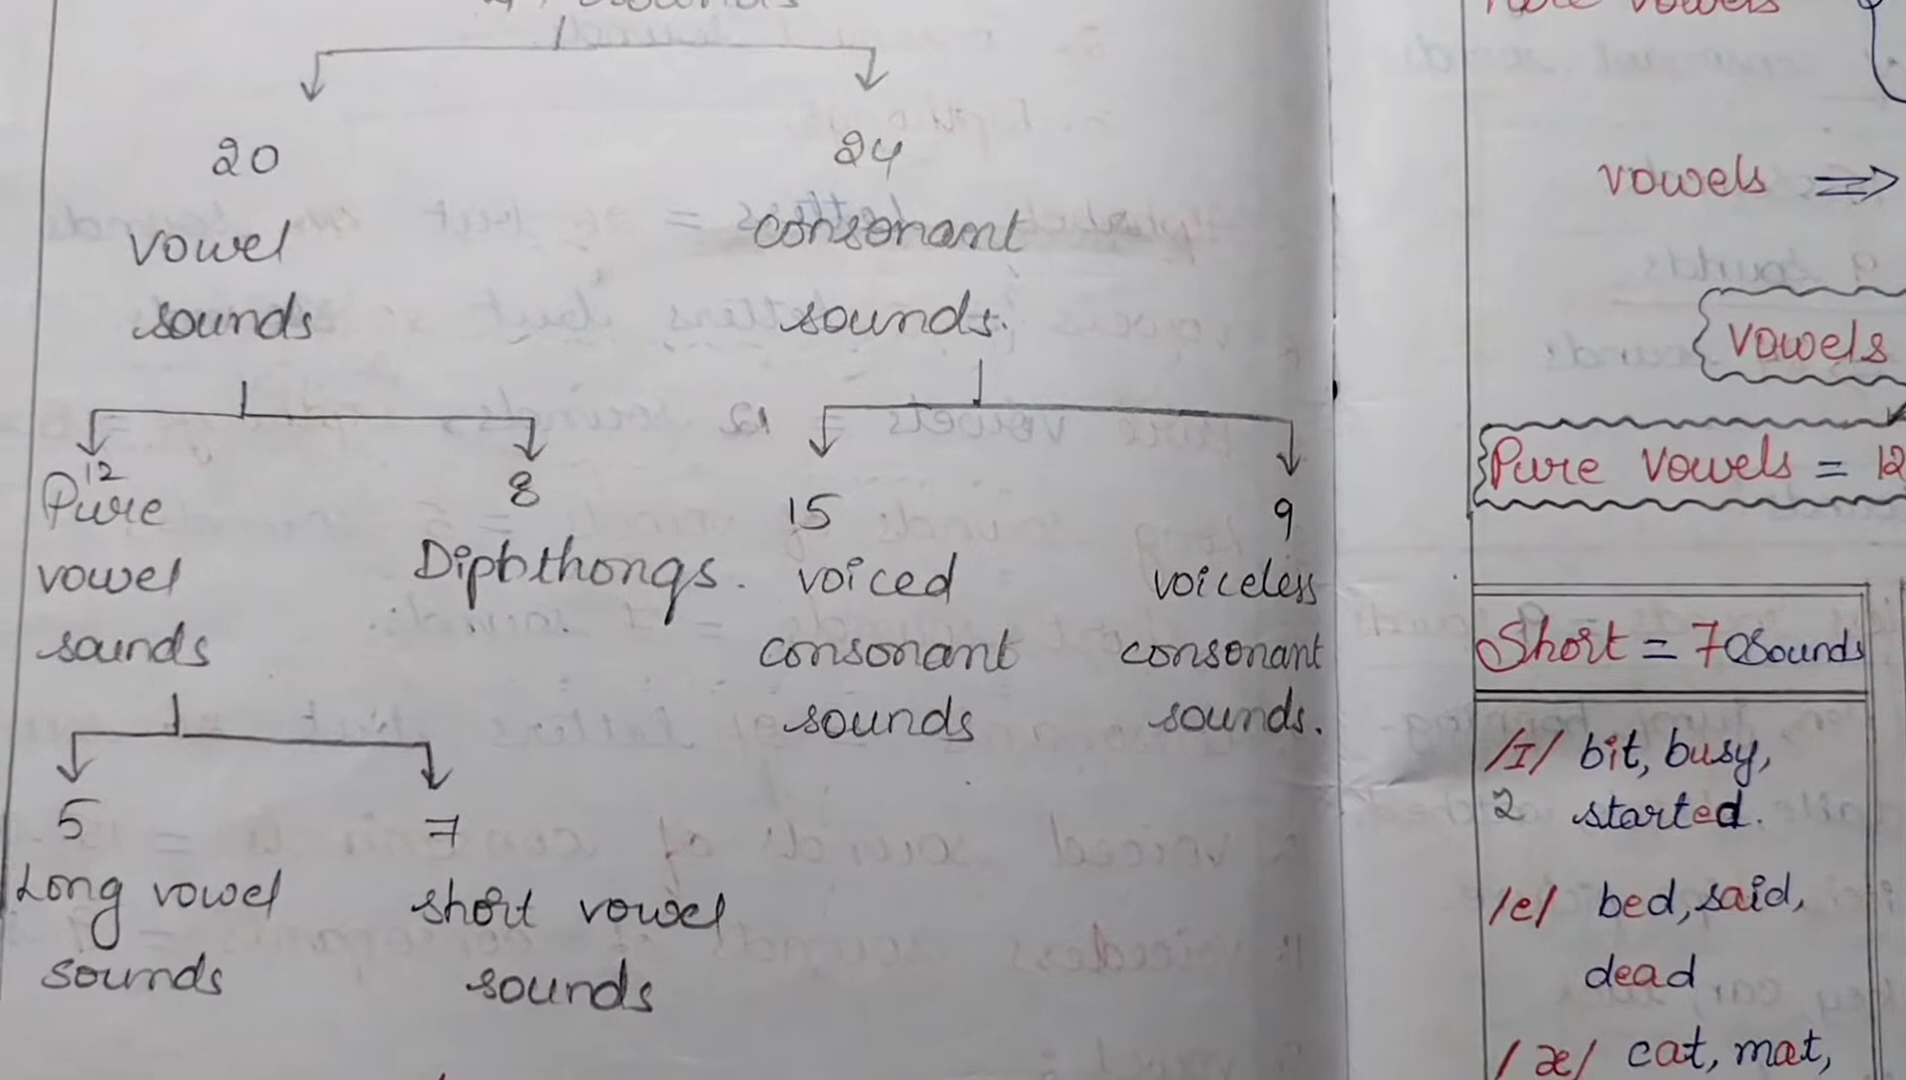 20
vowel
sounds
24
consonant
sounds.
12
Pure
vowel
sounds
8
Diphthongs.
15
voiced
consonant
sounds
9
voiceless
consonant
sounds.
5
Long vowel
sounds
7
short vowel
sounds
vowels ⇒
vowels
Pure vowels = 12
Short = 7 Sounds
/I/ bit, busy,
2 started.
/e/ bed, said,
dead
/æ/ cat, mat,